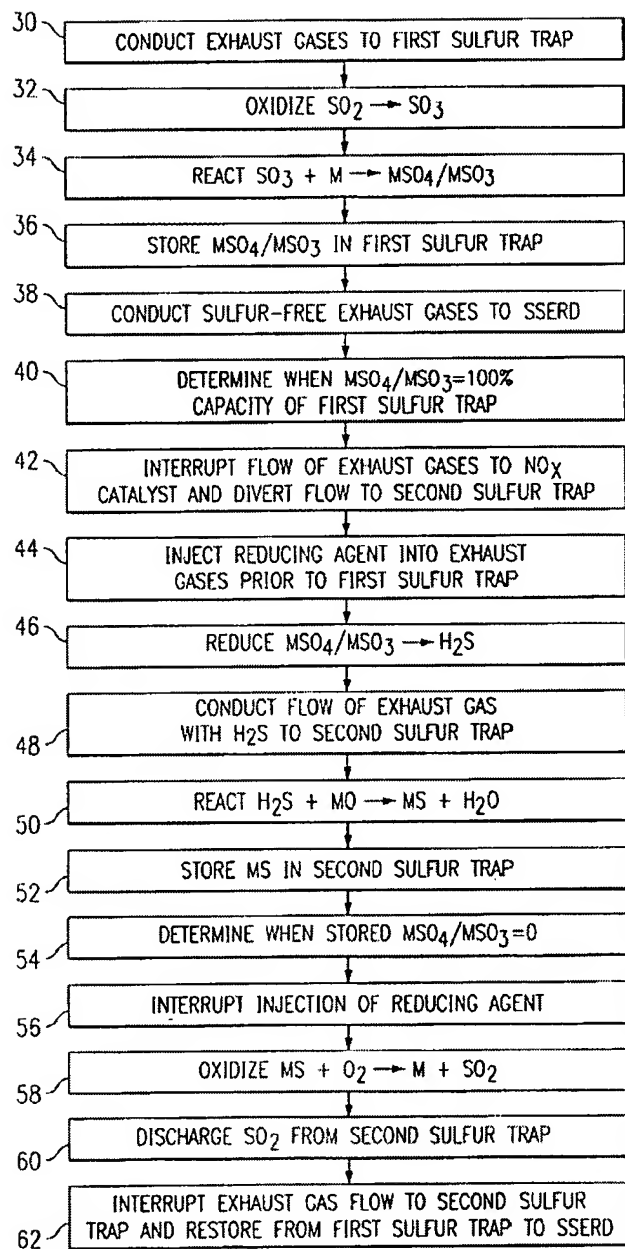 30
CONDUCT EXHAUST GASES TO FIRST SULFUR TRAP
32
OXIDIZE SO2 → SO3
34
REACT SO3 + M → MSO4/MSO3
36
STORE MSO4/MSO3 IN FIRST SULFUR TRAP
38
CONDUCT SULFUR-FREE EXHAUST GASES TO SSERD
40
DETERMINE WHEN MSO4/MSO3=100%
CAPACITY OF FIRST SULFUR TRAP
42
INTERRUPT FLOW OF EXHAUST GASES TO NOX
CATALYST AND DIVERT FLOW TO SECOND SULFUR TRAP
44
INJECT REDUCING AGENT INTO EXHAUST
GASES PRIOR TO FIRST SULFUR TRAP
46
REDUCE MSO4/MSO3 → H2S
48
CONDUCT FLOW OF EXHAUST GAS
WITH H2S TO SECOND SULFUR TRAP
50
REACT H2S + MO → MS + H2O
52
STORE MS IN SECOND SULFUR TRAP
54
DETERMINE WHEN STORED MSO4/MSO3=0
56
INTERRUPT INJECTION OF REDUCING AGENT
58
OXIDIZE MS + O2 → M + SO2
60
DISCHARGE SO2 FROM SECOND SULFUR TRAP
62
INTERRUPT EXHAUST GAS FLOW TO SECOND SULFUR
TRAP AND RESTORE FROM FIRST SULFUR TRAP TO SSERD